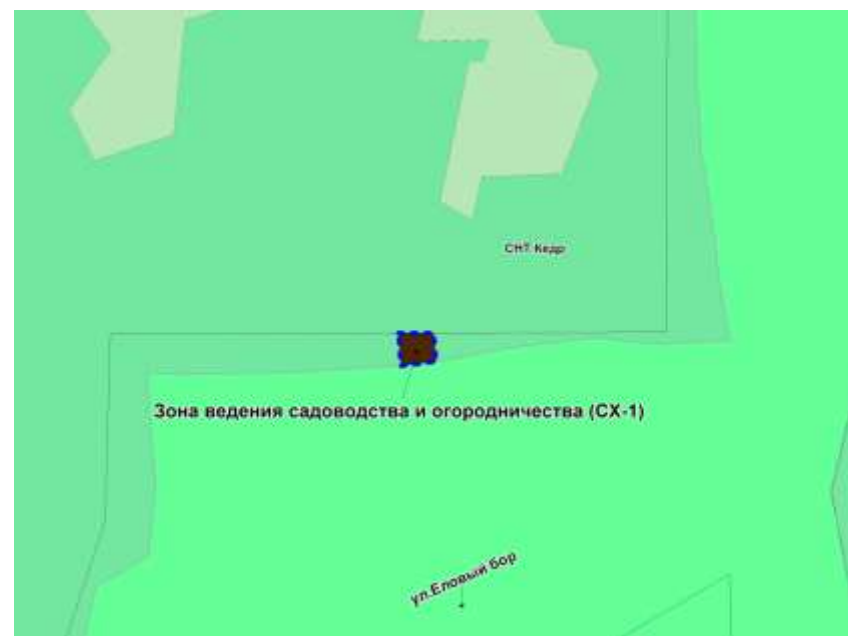 СНТ Кедр
Зона ведения садоводства и огородничества (СХ-1)
ул.Еловый бор